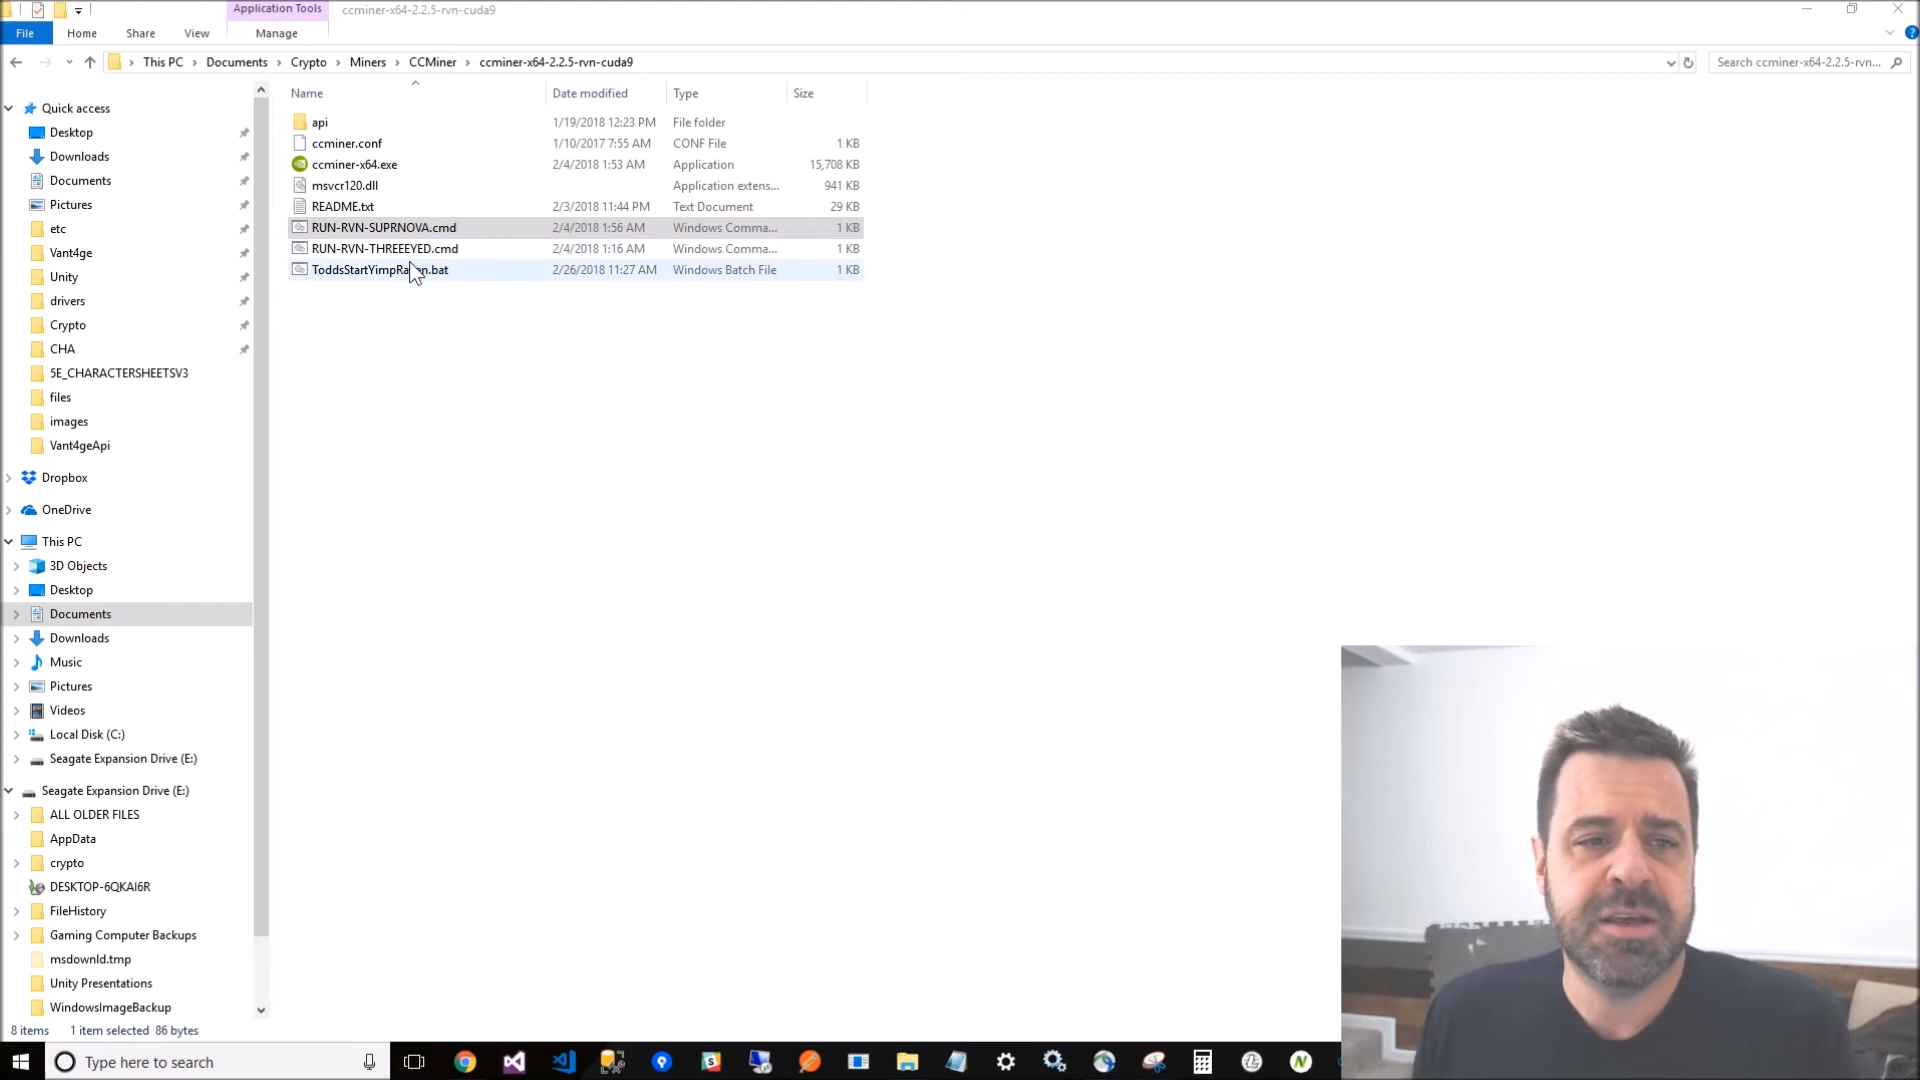 Application Tools
ccminer-x64-2.2.5-rvn-cuda9
File
Home
Share
View
Manage
This PC
Documents
Crypto
Miners
CCMiner
ccminer-x64-2.2.5-rvn-cuda9
Search ccminer-x64-2.2.5-rvn...
Name
Date modified
Type
Size
api
1/19/2018 12:23 PM
File folder
ccminer.conf
1/10/2017 7:55 AM
CONF File
1 KB
ccminer-x64.exe
2/4/2018 1:53 AM
Application
15,708 KB
msvcr120.dll
Application extens...
941 KB
README.txt
2/3/2018 11:44 PM
Text Document
29 KB
RUN-RVN-SUPRNOVA.cmd
2/4/2018 1:56 AM
Windows Comma...
1 KB
RUN-RVN-THREEEYED.cmd
2/4/2018 1:16 AM
Windows Comma...
1 KB
2/26/2018 11:27 AM
Windows Batch File
1 KB
Quick access
Desktop
Downloads
Documents
Pictures
etc
Vant4ge
Unity
drivers
Crypto
CHA
5E_CHARACTERSHEETSV3
files
images
Vant4geApi
Dropbox
OneDrive
This PC
3D Objects
Desktop
Documents
Downloads
Music
Pictures
Videos
Local Disk (C:)
Seagate Expansion Drive (E:)
Seagate Expansion Drive (E:)
ALL OLDER FILES
AppData
crypto
DESKTOP-6QKAI6R
FileHistory
Gaming Computer Backups
msdownld.tmp
Unity Presentations
WindowsImageBackup
8 items
1 item selected 86 bytes
Type here to search